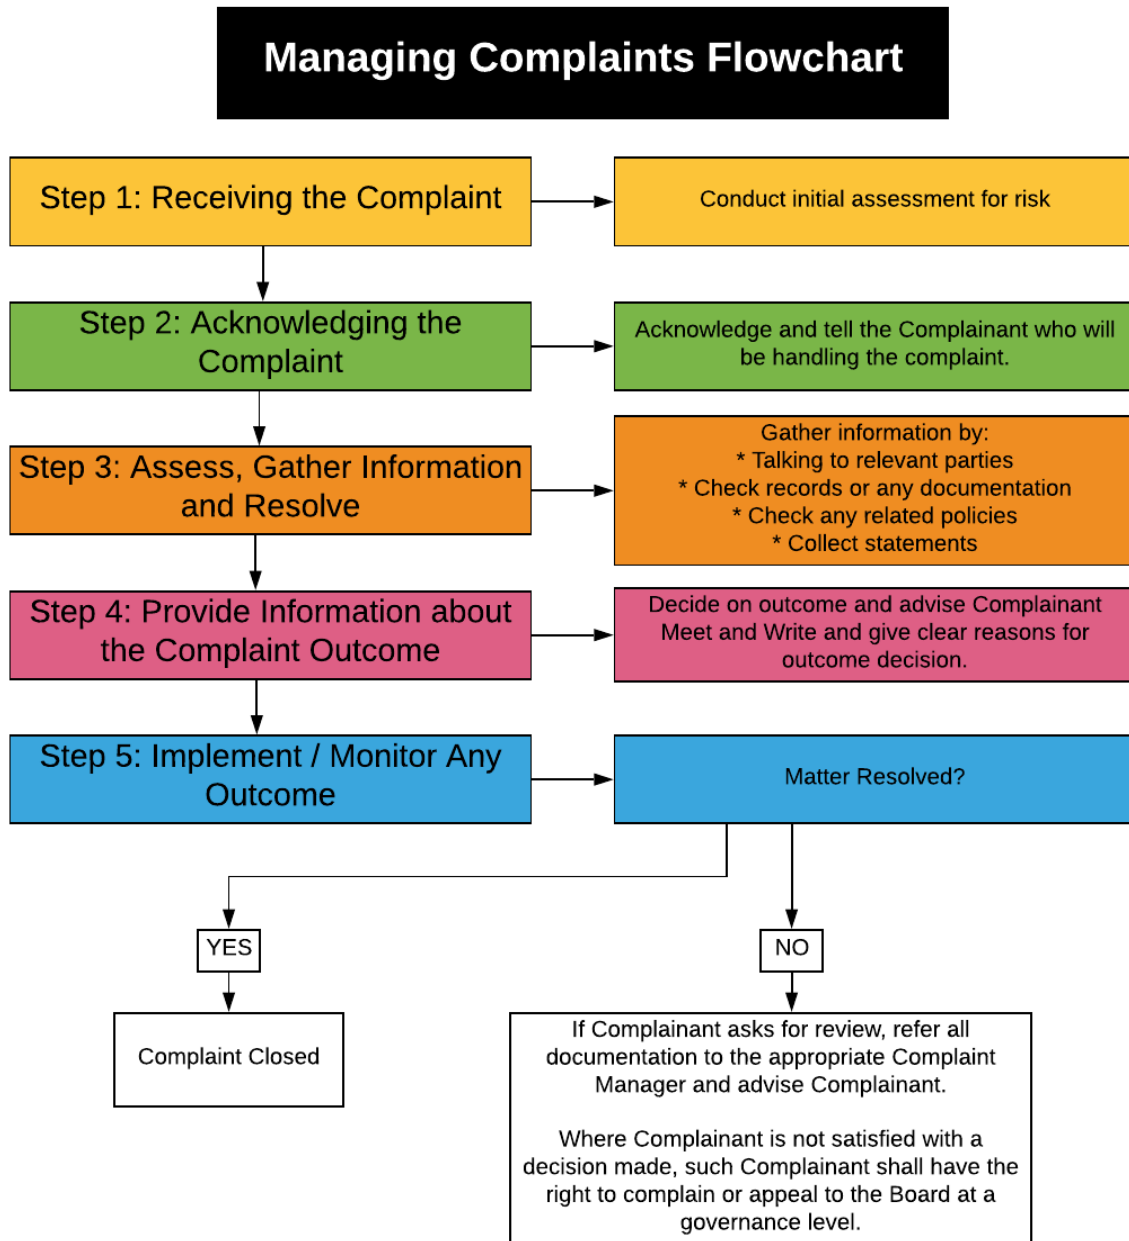 Managing Complaints Flowchart
Step 1: Receiving the Complaint
Conduct initial assessment for risk
Step 2: Acknowledging the
Complaint
Acknowledge and tell the Complainant who will
be handling the complaint.
Step 3: Assess, Gather Information
and Resolve
Gather information by:
* Talking to relevant parties
* Check records or any documentation
* Check any related policies
* Collect statements
Step 4: Provide Information about
the Complaint Outcome
Decide on outcome and advise Complainant
Meet and Write and give clear reasons for
outcome decision.
Step 5: Implement / Monitor Any
Outcome
Matter Resolved?
YES
Complaint Closed
NO
If Complainant asks for review, refer all
documentation to the appropriate Complaint
Manager and advise Complainant.
Where Complainant is not satisfied with a
decision made, such Complainant shall have the
right to complain or appeal to the Board at a
governance level.